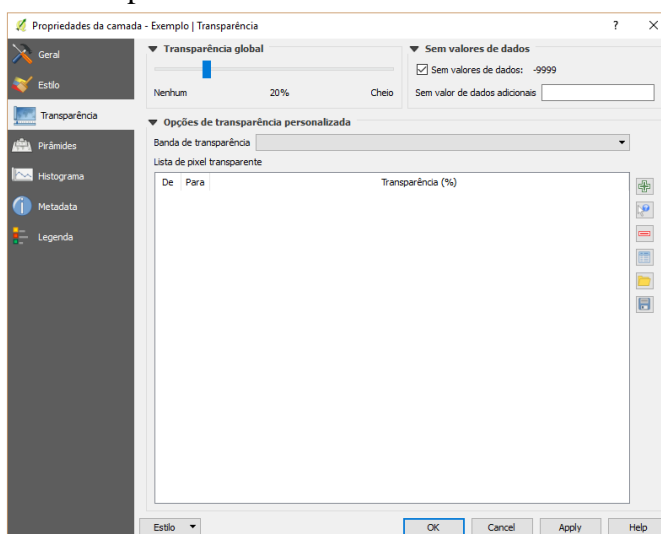 Propriedades da camada - Exemplo | Transparência
Geral
Estilo
Transparência
Pirâmides
Histograma
Metadata
Legenda
Transparência global
Nenhum 20% Cheio
Sem valores de dados
Sem valores de dados: -9999
Sem valor de dados adicionais
Opções de transparência personalizada
Banda de transparência
Lista de pixel transparente
De Para Transparência (%)
Estilo OK Cancel Apply Help